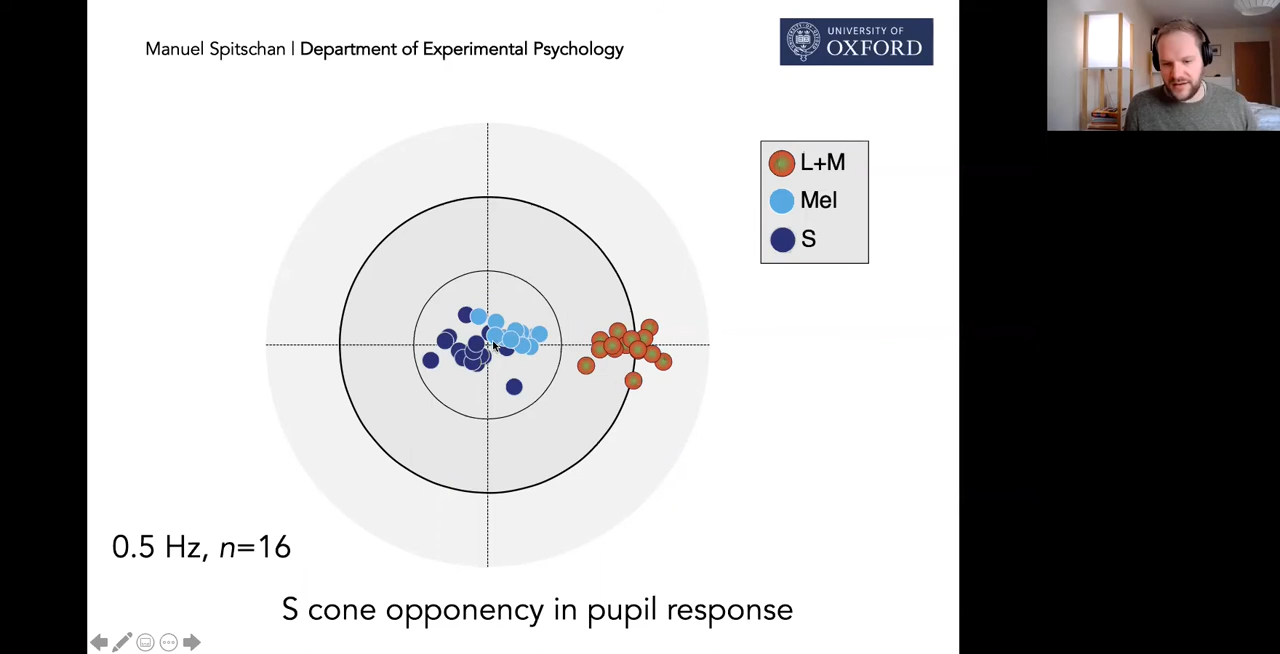 Manuel Spitschan | Department of Experimental Psychology
UNIVERSITY OF
OXFORD
L+M
Mel
S
0.5 Hz, n=16
S cone opponency in pupil response